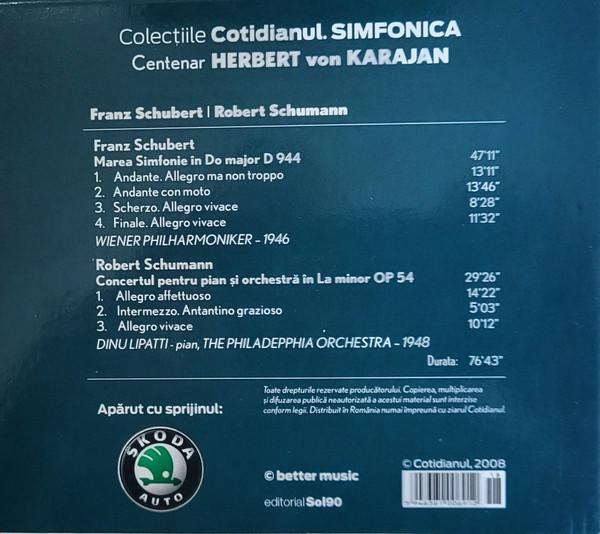 Colecțiile Cotidianul. SIMFONICA
Centenar HERBERT von KARAJAN
Franz Schubert | Robert Schumann
Franz Schubert
Marea Simfonie în Do major D 944 47'11"
1. Andante. Allegro ma non troppo 13'11"
2. Andante con moto 13'46"
3. Scherzo. Allegro vivace 8'28"
4. Finale. Allegro vivace 11'32"
WIENER PHILHARMONIKER - 1946
Robert Schumann
Concertul pentru pian și orchestră în La minor OP 54 29'26"
1. Allegro affettuoso 14'22"
2. Intermezzo. Antantino grazioso 5'03"
3. Allegro vivace 10'12"
DINU LIPATTI - pian, THE PHILADEPPHIA ORCHESTRA - 1948
Durata: 76'43"
Apărut cu sprijinul:
Toate drepturile rezervate producătorului. Copierea, multiplicarea
și difuzarea publică neautorizată a acestui material sunt interzise
conform legii. Distribuit în România numai împreună cu ziarul Cotidianul.
ŠKODA
AUTO
© better music
editorial Sol90
© Cotidianul, 2008